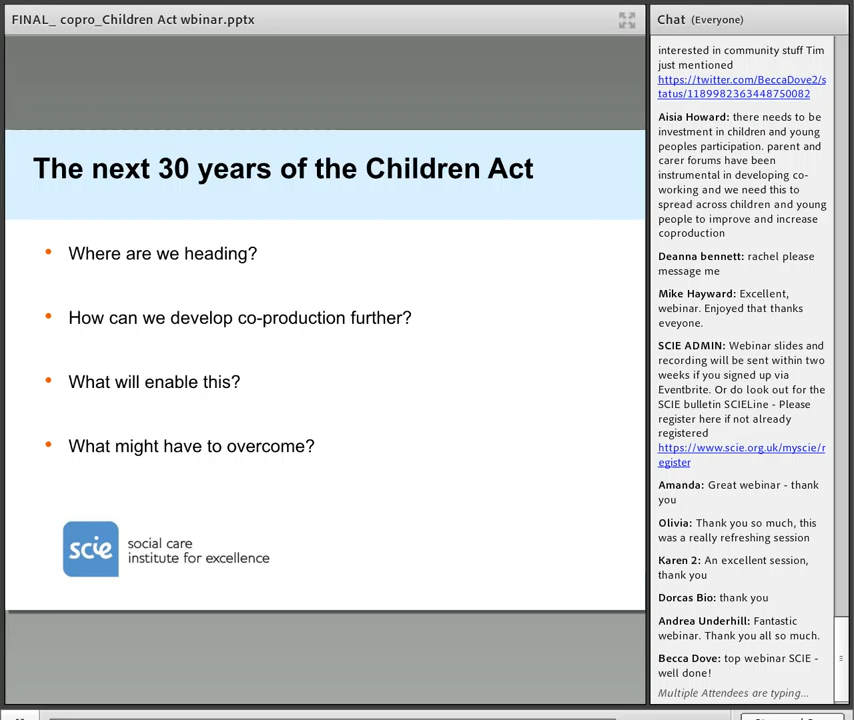 FINAL_ copro_Children Act wbinar.pptx
The next 30 years of the Children Act
• Where are we heading?
• How can we develop co-production further?
• What will enable this?
• What might have to overcome?
scie
social care
institute for excellence
Chat (Everyone)
interested in community stuff Tim
just mentioned
https://twitter.com/BeccaDove2/s
tatus/1189982363448750082
Aisia Howard: there needs to be
investment in children and young
peoples participation. parent and
carer forums have been
instrumental in developing co-
working and we need this to
spread across children and young
people to improve and increase
coproduction
Deanna bennett: rachel please
message me
Mike Hayward: Excellent,
webinar. Enjoyed that thanks
eveyone.
SCIE ADMIN: Webinar slides and
recording will be sent within two
weeks if you signed up via
Eventbrite. Or do look out for the
SCIE bulletin SCIELine - Please
register here if not already
registered
https://www.scie.org.uk/myscie/r
egister
Amanda: Great webinar - thank
you
Olivia: Thank you so much, this
was a really refreshing session
Karen 2: An excellent session,
thank you
Dorcas Bio: thank you
Andrea Underhill: Fantastic
webinar. Thank you all so much.
Becca Dove: top webinar SCIE -
well done!
Multiple Attendees are typing...